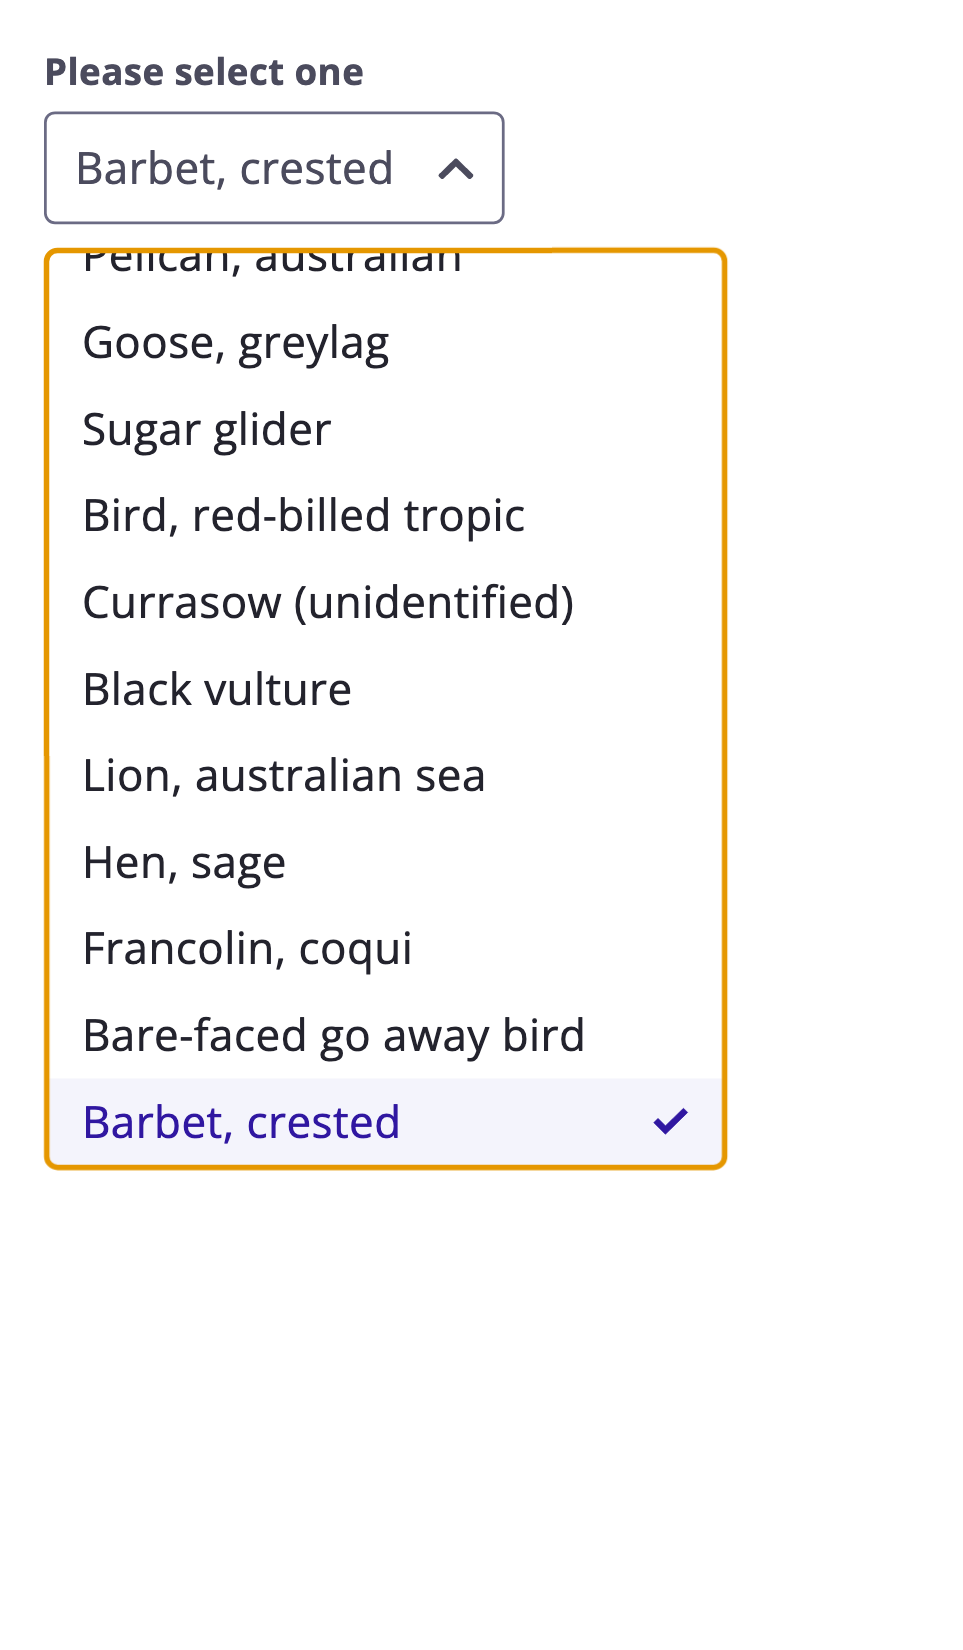 Please select one
Barbet, crested
Pelican, australian
Goose, greylag
Sugar glider
Bird, red-billed tropic
Currasow (unidentified)
Black vulture
Lion, australian sea
Hen, sage
Francolin, coqui
Bare-faced go away bird
Barbet, crested